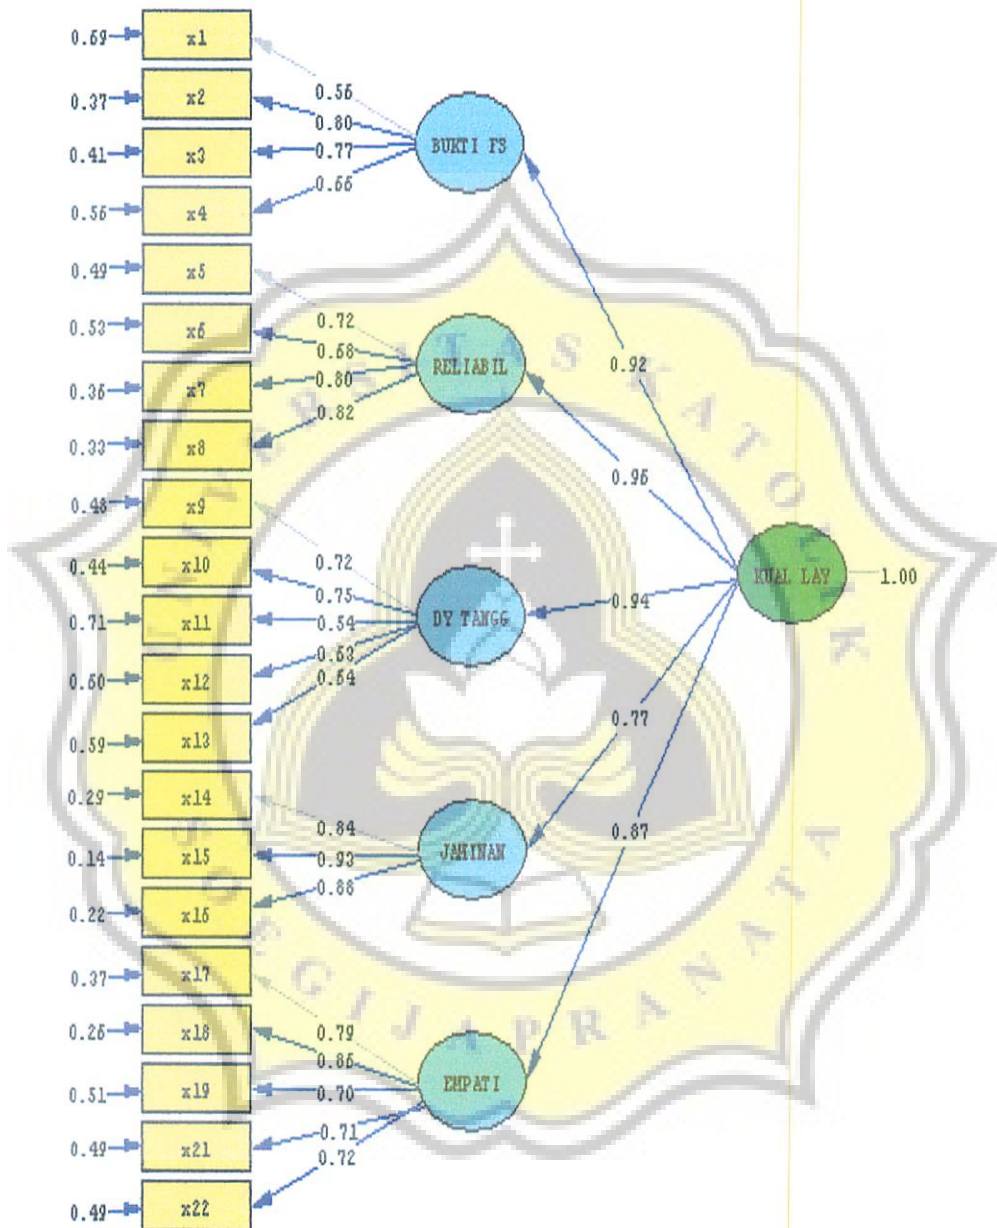 0.69 x1
0.56
0.37 x2
0.80
BUKTI FS
0.41 x3
0.77
0.56 x4
0.66
0.49 x5
0.72
0.53 x6
0.68
RELIABIL
0.92
0.36 x7
0.80
0.33 x8
0.82
0.96
0.48 x9
0.72
0.44 x10
0.75
KUAL LAY
1.00
0.71 x11
0.54
DY TANGG
0.94
0.60 x12
0.63
0.59 x13
0.64
0.77
0.29 x14
0.84
0.87
0.14 x15
0.93
JAMINAN
0.22 x16
0.88
0.37 x17
0.79
0.26 x18
0.86
0.51 x19
0.70
EMPATI
0.49 x21
0.71
0.49 x22
0.72
UNIVERSITAS KATOLIK
SOEGIJAPRANATA